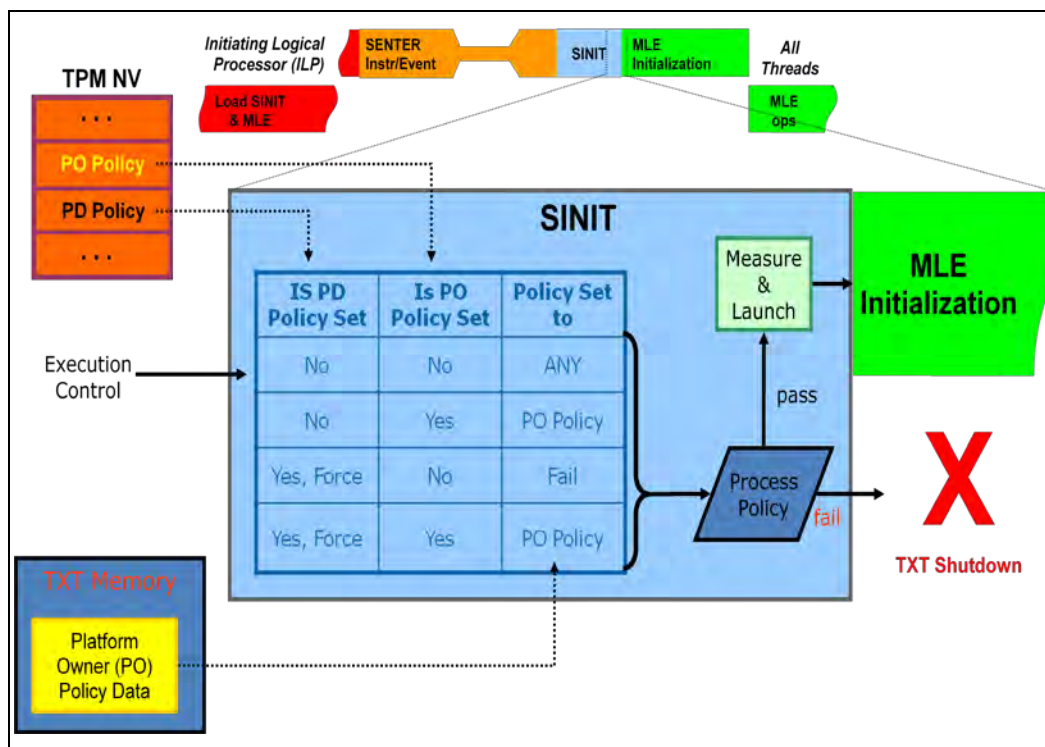 Initiating Logical
Processor (ILP)
SENTER
Instr/Event
SINIT
MLE
Initialization
All
Threads
Load SINIT
& MLE
MLE
ops
TPM NV
. . .
PO Policy
PD Policy
. . .
SINIT
IS PD
Policy Set
Is PO
Policy Set
Policy Set
to
No
No
ANY
No
Yes
PO Policy
Yes, Force
No
Fail
Yes, Force
Yes
PO Policy
Execution
Control
Measure
&
Launch
MLE
Initialization
pass
Process
Policy
fail
X
TXT Shutdown
TXT Memory
Platform
Owner (PO)
Policy Data